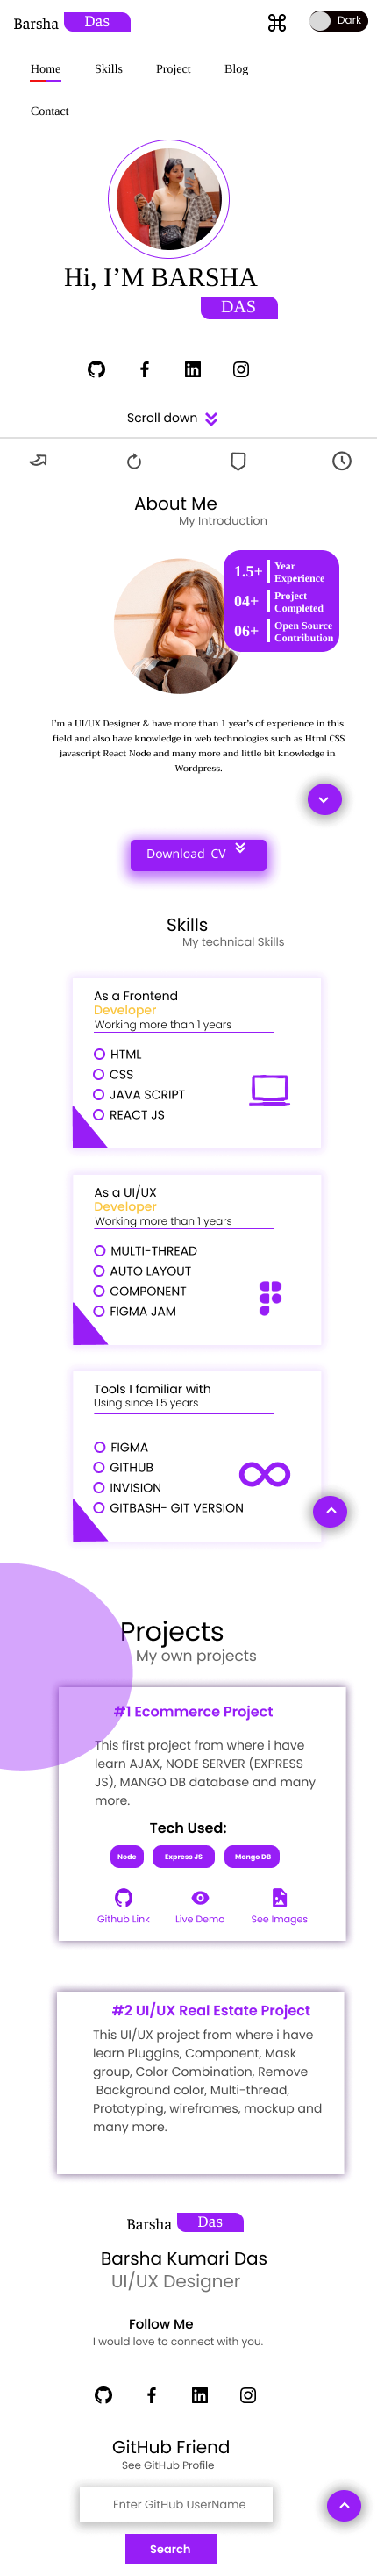 Barsha Das
Dark
Home Skills Project Blog
Contact
Hi, I’M BARSHA
DAS
Scroll down
About Me
My Introduction
1.5+ Year Experience
04+ Project Completed
06+ Open Source Contribution
I'm a UI/UX Designer & have more than 1 year's of experience in this
field and also have knowledge in web technologies such as Html CSS
javascript React Node and many more and little bit knowledge in
Wordpress.
Download CV
Skills
My technical Skills
As a Frontend
Developer
Working more than 1 years
HTML
CSS
JAVA SCRIPT
REACT JS
As a UI/UX
Developer
Working more than 1 years
MULTI-THREAD
AUTO LAYOUT
COMPONENT
FIGMA JAM
Tools I familiar with
Using since 1.5 years
FIGMA
GITHUB
INVISION
GITBASH- GIT VERSION
Projects
My own projects
#1 Ecommerce Project
This first project from where i have
learn AJAX, NODE SERVER (EXPRESS
JS), MANGO DB database and many
more.
Tech Used:
Node Express JS Mongo DB
Github Link Live Demo See Images
#2 UI/UX Real Estate Project
This UI/UX project from where i have
learn Pluggins, Component, Mask
group, Color Combination, Remove
Background color, Multi-thread,
Prototyping, wireframes, mockup and
many more.
Barsha Das
Barsha Kumari Das
UI/UX Designer
Follow Me
I would love to connect with you.
GitHub Friend
See GitHub Profile
Enter GitHub UserName
Search